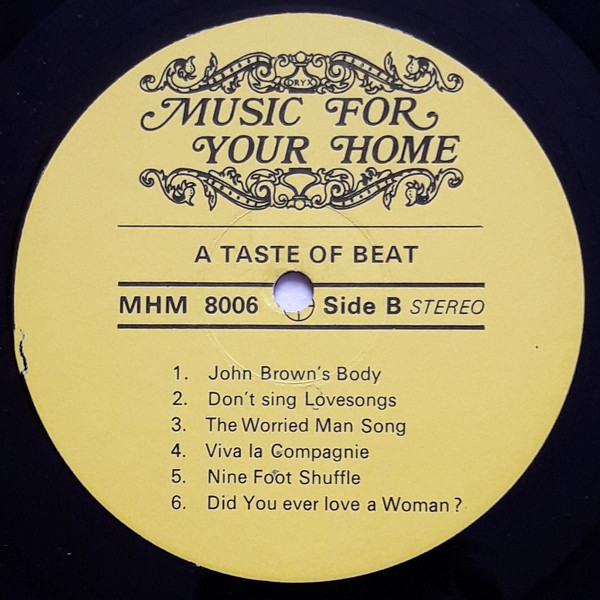 ORYX
MUSIC FOR
YOUR HOME
A TASTE OF BEAT
MHM 8006 Side B STEREO
1. John Brown's Body
2. Don't sing Lovesongs
3. The Worried Man Song
4. Viva la Compagnie
5. Nine Foot Shuffle
6. Did You ever love a Woman?